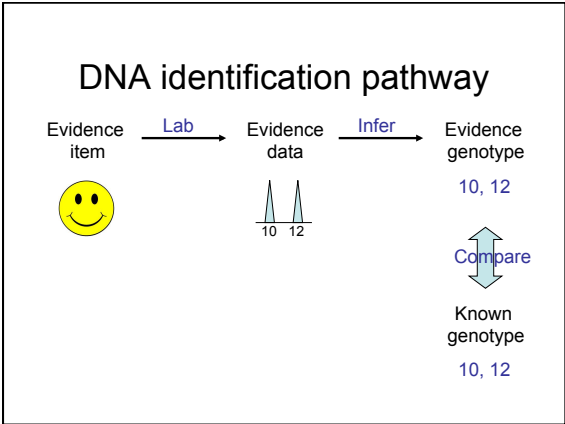 DNA identification pathway
Evidence item
Lab
Evidence data
Infer
Evidence genotype
10 12
10, 12
Compare
Known genotype
10, 12